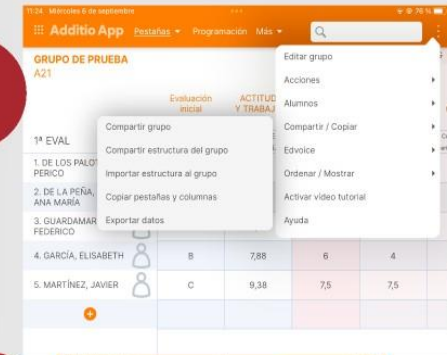 11:24 Miércoles 6 de septiembre
76 %
Additio App Pestañas Programación Más
GRUPO DE PRUEBA
A21
Evaluación inicial
ACTITUD
Y TRABAJ
1ª EVAL
1. DE LOS PALO
PERICO
2. DE LA PEÑA,
ANA MARÍA
3. GUARDAMAR
FEDERICO
4. GARCÍA, ELISABETH B 7,88 6 4
5. MARTÍNEZ, JAVIER C 9,38 7,5 7,5
Compartir grupo
Compartir estructura del grupo
Importar estructura al grupo
Copiar pestañas y columnas
Exportar datos
Editar grupo
Acciones
Alumnos
Compartir / Copiar
Edvoice
Ordenar / Mostrar
Activar vídeo tutorial
Ayuda